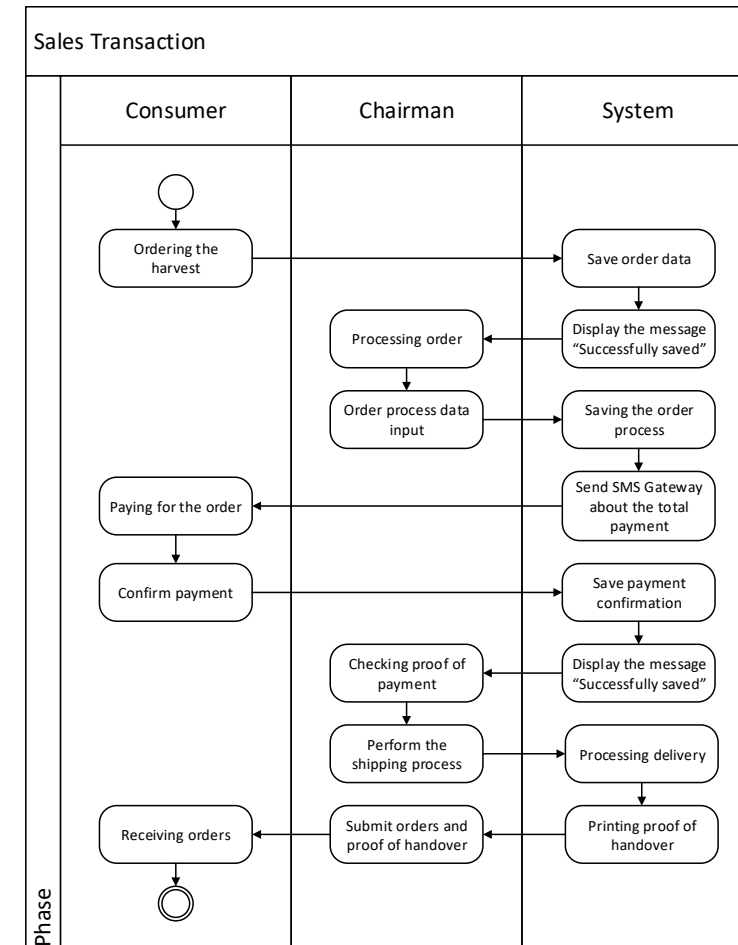 Sales Transaction
Consumer
Chairman
System
Ordering the
harvest
Save order data
Display the message
“Successfully saved”
Processing order
Order process data
input
Saving the order
process
Send SMS Gateway
about the total
payment
Paying for the order
Confirm payment
Save payment
confirmation
Display the message
“Successfully saved”
Checking proof of
payment
Perform the
shipping process
Processing delivery
Printing proof of
handover
Submit orders and
proof of handover
Receiving orders
Phase